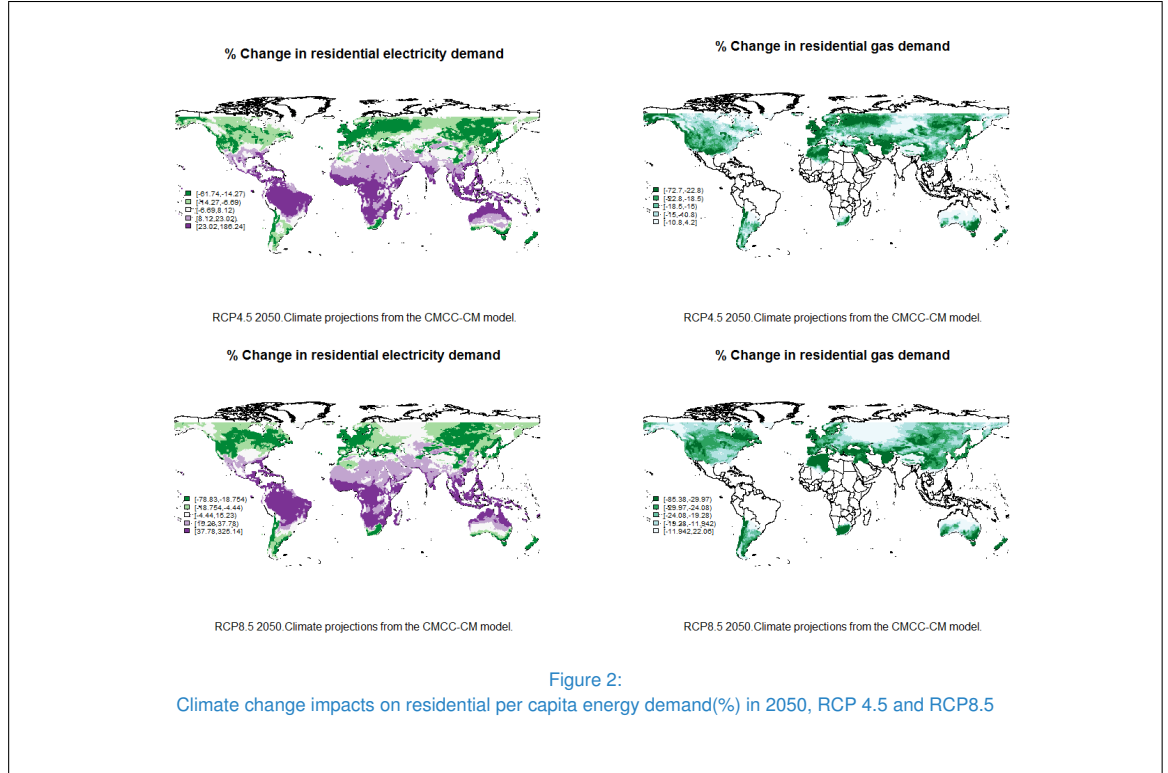 % Change in residential electricity demand
[-61.74,-14.27)
[-14.27,-6.69)
[-6.69,8.12)
[8.12,23.02)
[23.02,186.24]
RCP4.5 2050.Climate projections from the CMCC-CM model.
% Change in residential gas demand
[-72.7,-22.8)
[-22.8,-18.5)
[-18.5,-15)
[-15,-10.8)
[-10.8,4.2]
RCP4.5 2050.Climate projections from the CMCC-CM model.
% Change in residential electricity demand
[-78.83,-18.754)
[-18.754,-4.44)
[-4.44,15.23)
[15.23,37.78)
[37.78,325.14]
RCP8.5 2050.Climate projections from the CMCC-CM model.
% Change in residential gas demand
[-85.38,-29.97)
[-29.97,-24.08)
[-24.08,-19.28)
[-19.28,-11.942)
[-11.942,22.06]
RCP8.5 2050.Climate projections from the CMCC-CM model.
Figure 2:
Climate change impacts on residential per capita energy demand(%) in 2050, RCP 4.5 and RCP8.5